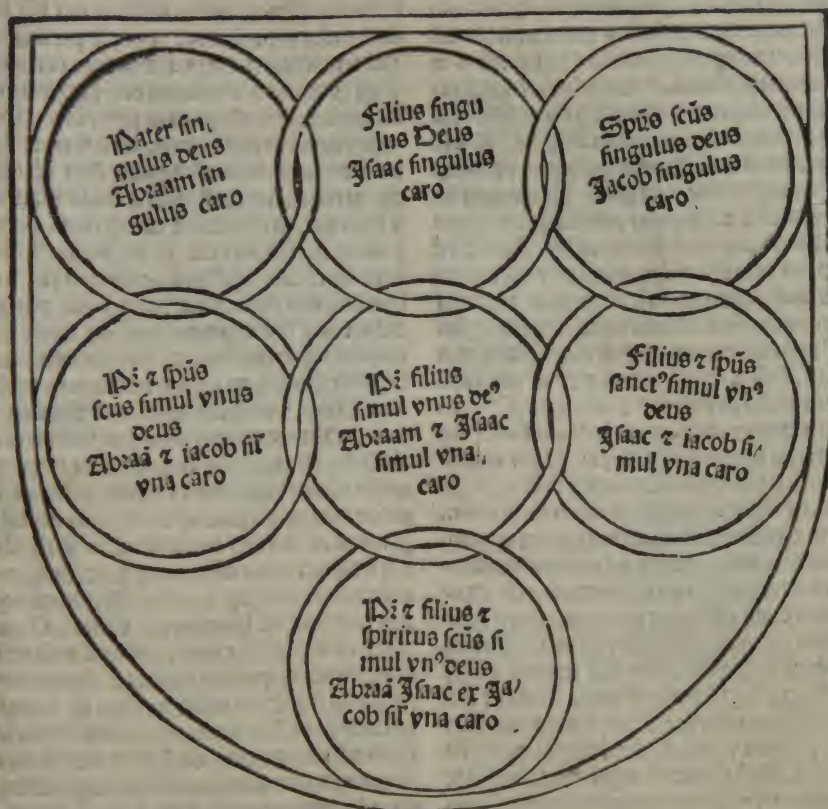 Pater sin,
gulus deus
Abraam sin
gulus caro
Filius singu
lus Deus
Isaac singulus
caro
Spūs scūs
singulus deus
Jacob singulus
caro
Pr̄ ⁊ spūs
scūs simul vnus
deus
Abraā ⁊ iacob sil̄
vna caro
Pr̄ filius
simul vnus deꝰ
Abraam ⁊ Isaac
simul vna,
caro
Filius ⁊ spūs
sanctꝰ simul vnꝰ
deus
Isaac ⁊ iacob si/
mul vna caro
Pr̄ ⁊ filius ⁊
spiritus scūs si
mul vnꝰ deus
Abraā Isaac ex Ja/
cob sil̄ vna caro